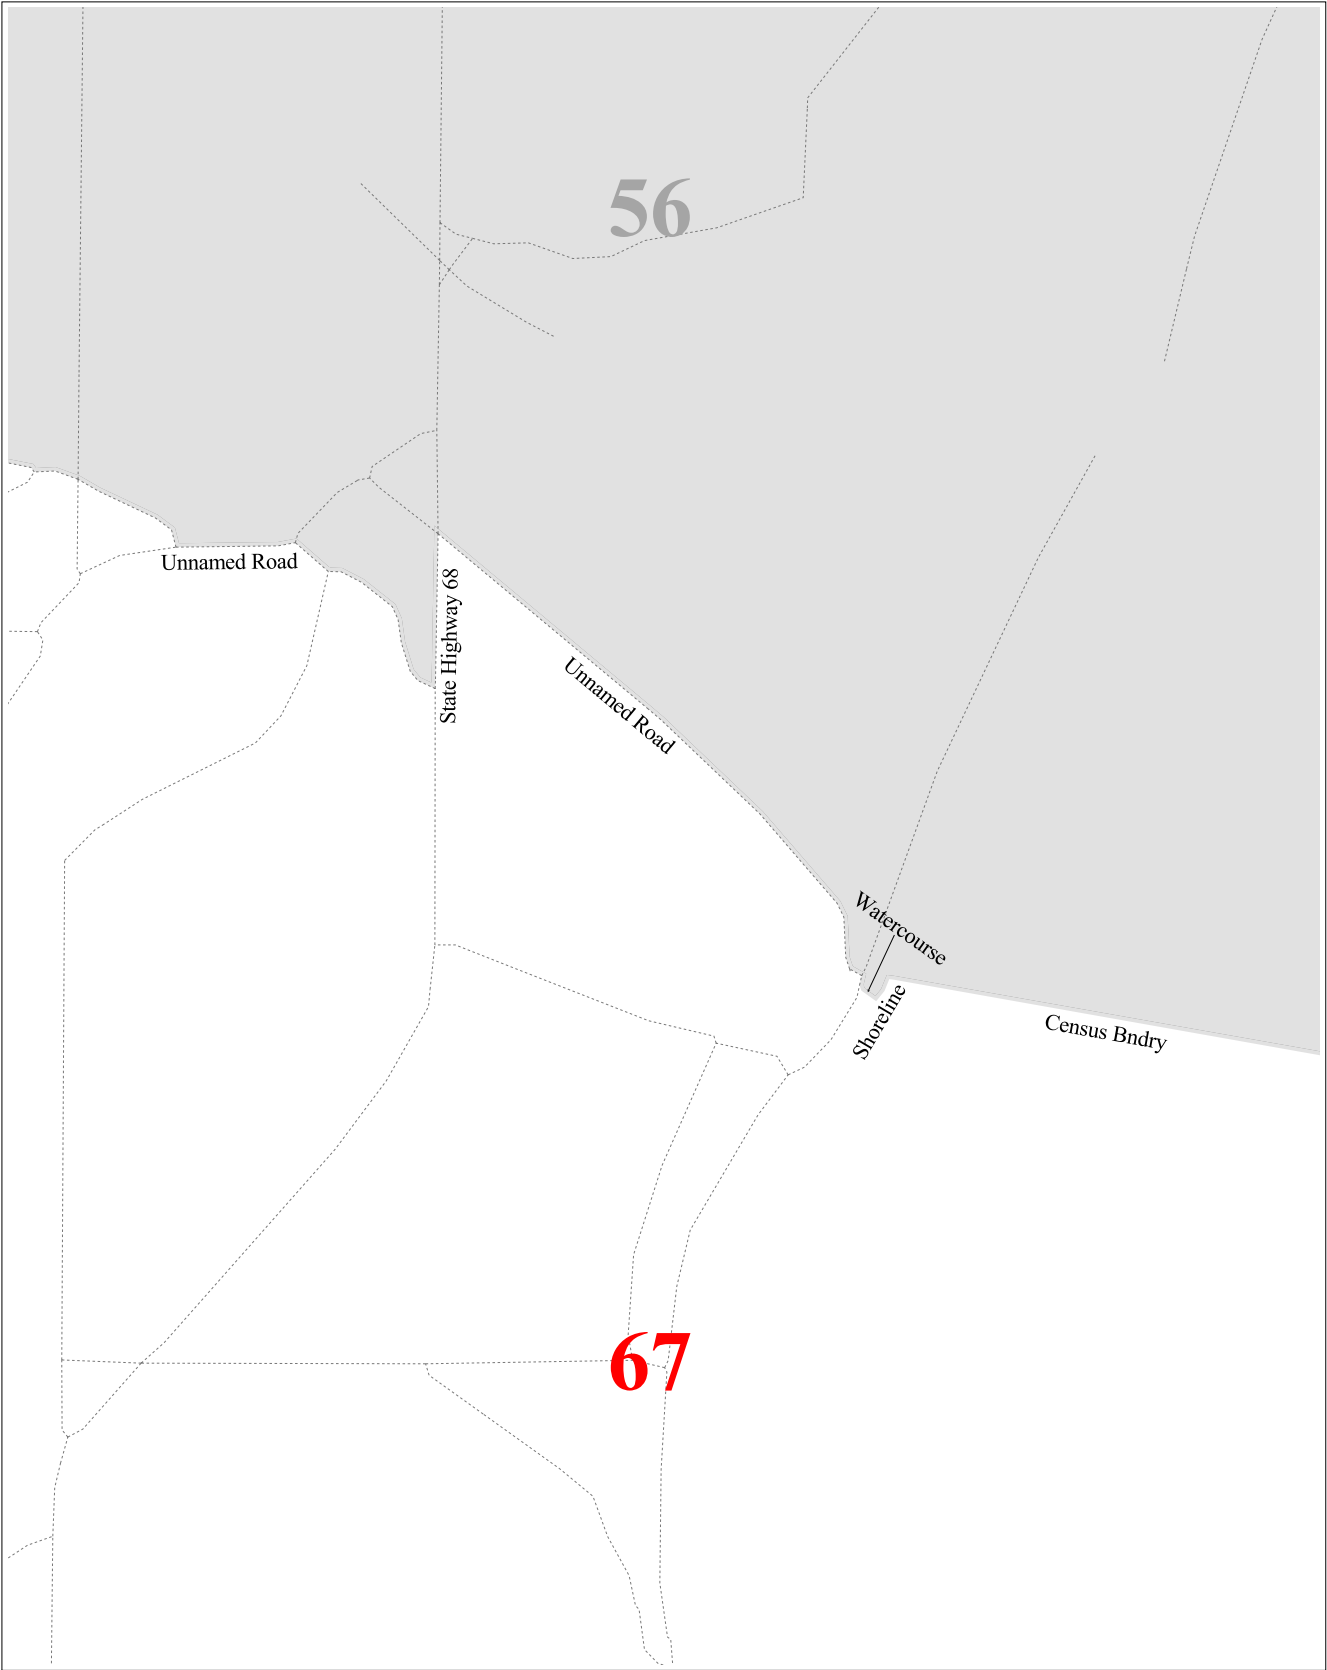 56
Unnamed Road
State Highway 68
Unnamed Road
Watercourse
Shoreline
Census Bndry
67